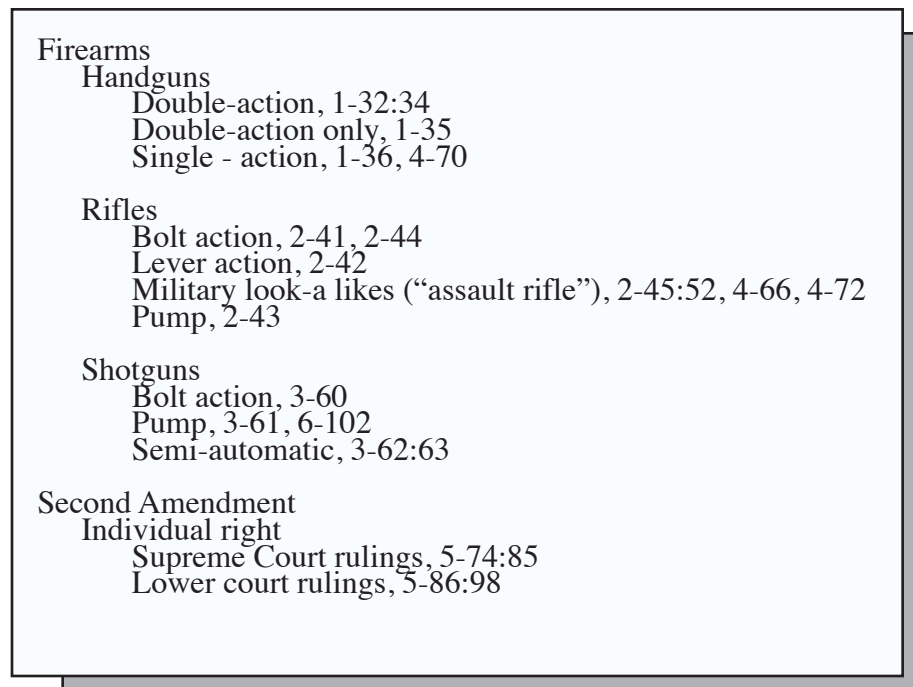 Firearms
Handguns
Double-action, 1-32:34
Double-action only, 1-35
Single - action, 1-36, 4-70
Rifles
Bolt action, 2-41, 2-44
Lever action, 2-42
Military look-a likes (“assault rifle”), 2-45:52, 4-66, 4-72
Pump, 2-43
Shotguns
Bolt action, 3-60
Pump, 3-61, 6-102
Semi-automatic, 3-62:63
Second Amendment
Individual right
Supreme Court rulings, 5-74:85
Lower court rulings, 5-86:98